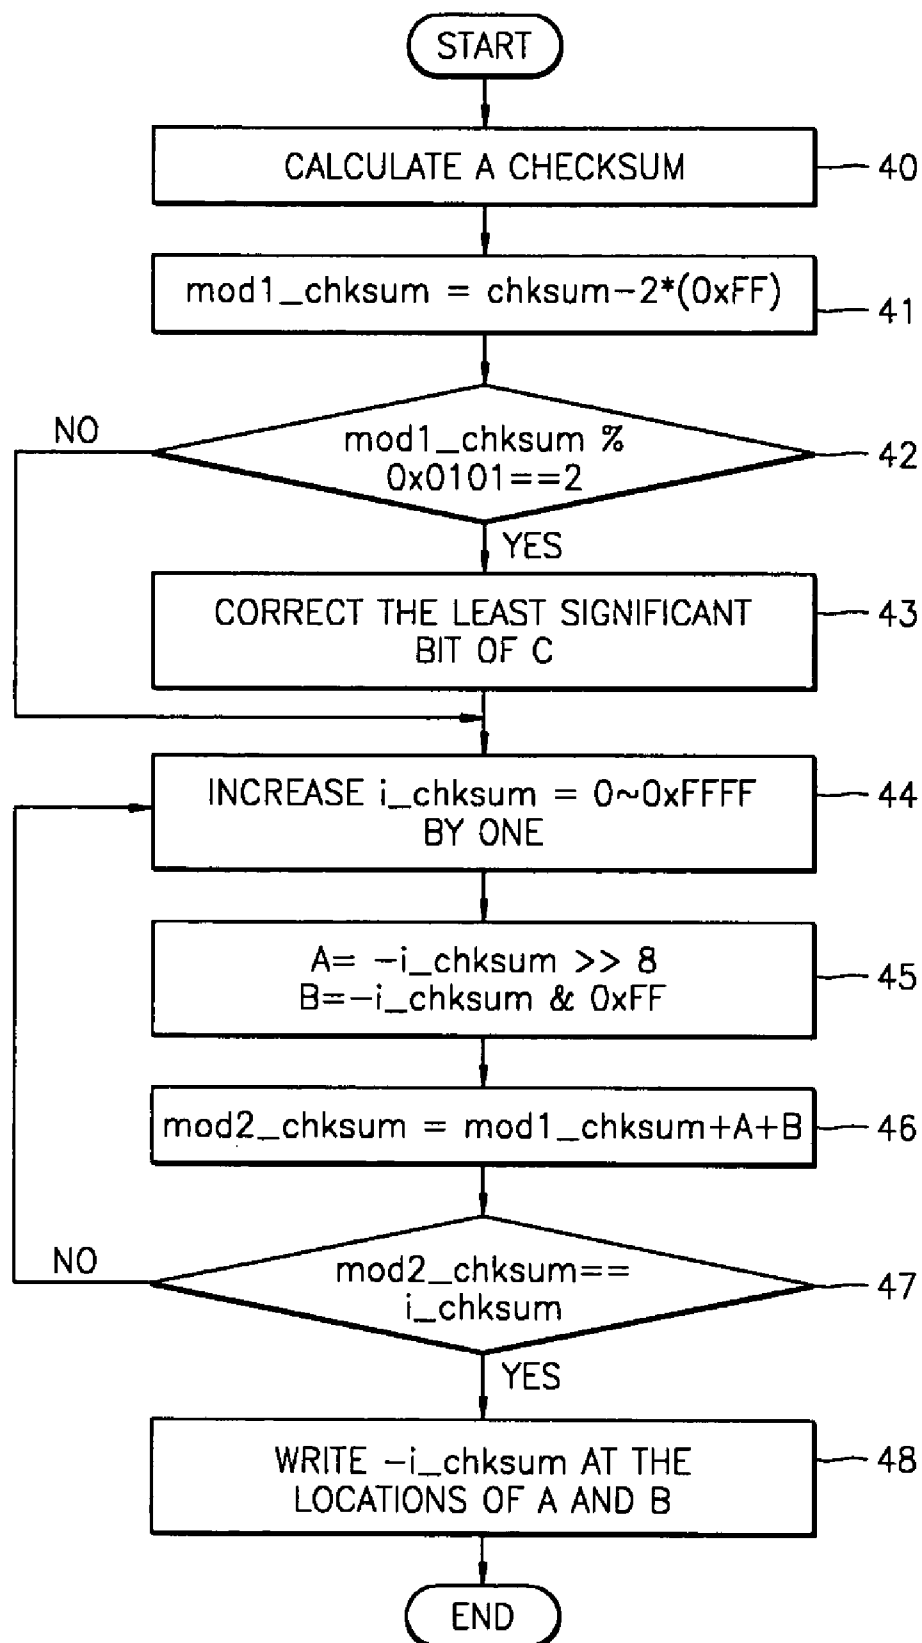 START
CALCULATE A CHECKSUM
40
mod1_chksum = chksum-2*(0xFF)
41
NO
mod1_chksum %
0x0101==2
42
YES
CORRECT THE LEAST SIGNIFICANT
BIT OF C
43
INCREASE i_chksum = 0~0xFFFF
BY ONE
44
A= -i_chksum >> 8
B=-i_chksum & 0xFF
45
mod2_chksum = mod1_chksum+A+B
46
NO
mod2_chksum==
i_chksum
47
YES
WRITE -i_chksum AT THE
LOCATIONS OF A AND B
48
END